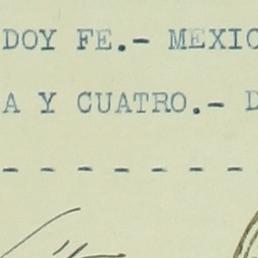 DOY FE.- MEXIC
A Y CUATRO.- D
- - - - - - - -